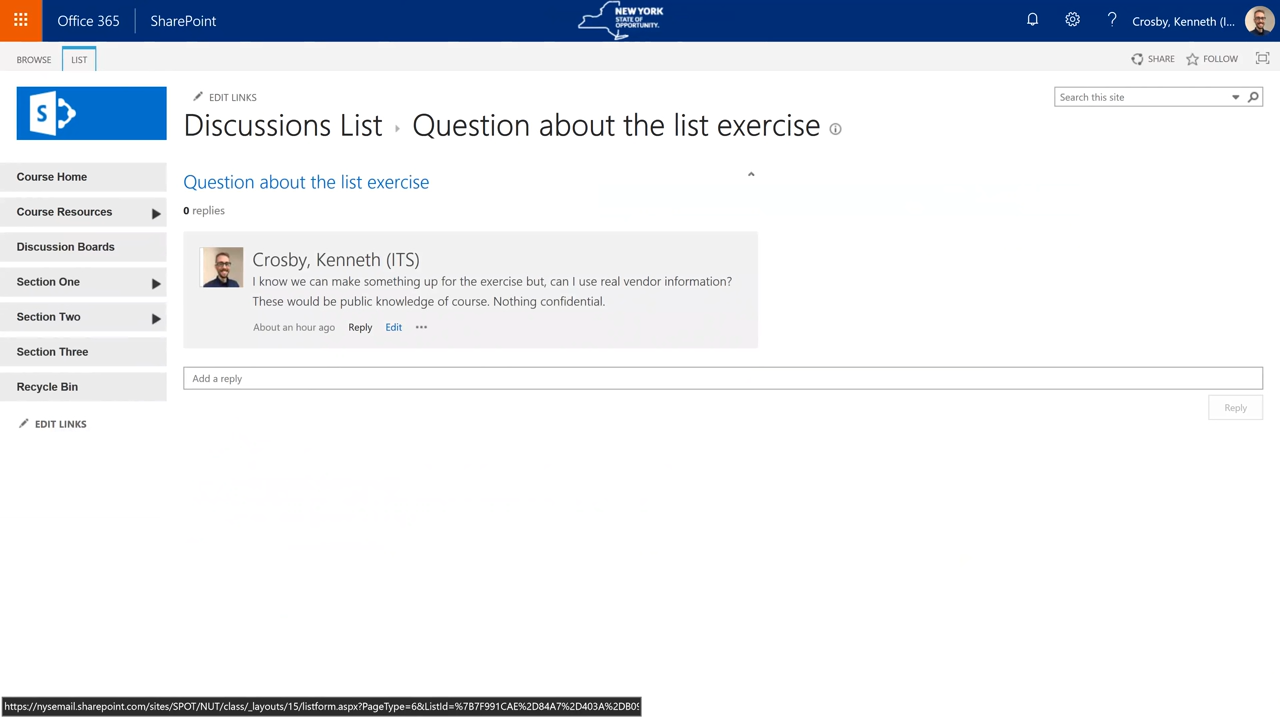 Office 365 SharePoint
NEW YORK
STATE OF
OPPORTUNITY.
? Crosby, Kenneth (I...
BROWSE LIST
SHARE FOLLOW
S
EDIT LINKS
Search this site
Discussions List Question about the list exercise
Course Home
Course Resources
Discussion Boards
Section One
Section Two
Section Three
Recycle Bin
EDIT LINKS
Question about the list exercise
0 replies
Crosby, Kenneth (ITS)
I know we can make something up for the exercise but, can I use real vendor information?
These would be public knowledge of course. Nothing confidential.
About an hour ago Reply Edit ...
Add a reply
Reply
https://nysemail.sharepoint.com/sites/SPOT/NUT/class/_layouts/15/listform.aspx?PageType=6&ListId=%7B7F991CAE%2D84A7%2D403A%2DB09